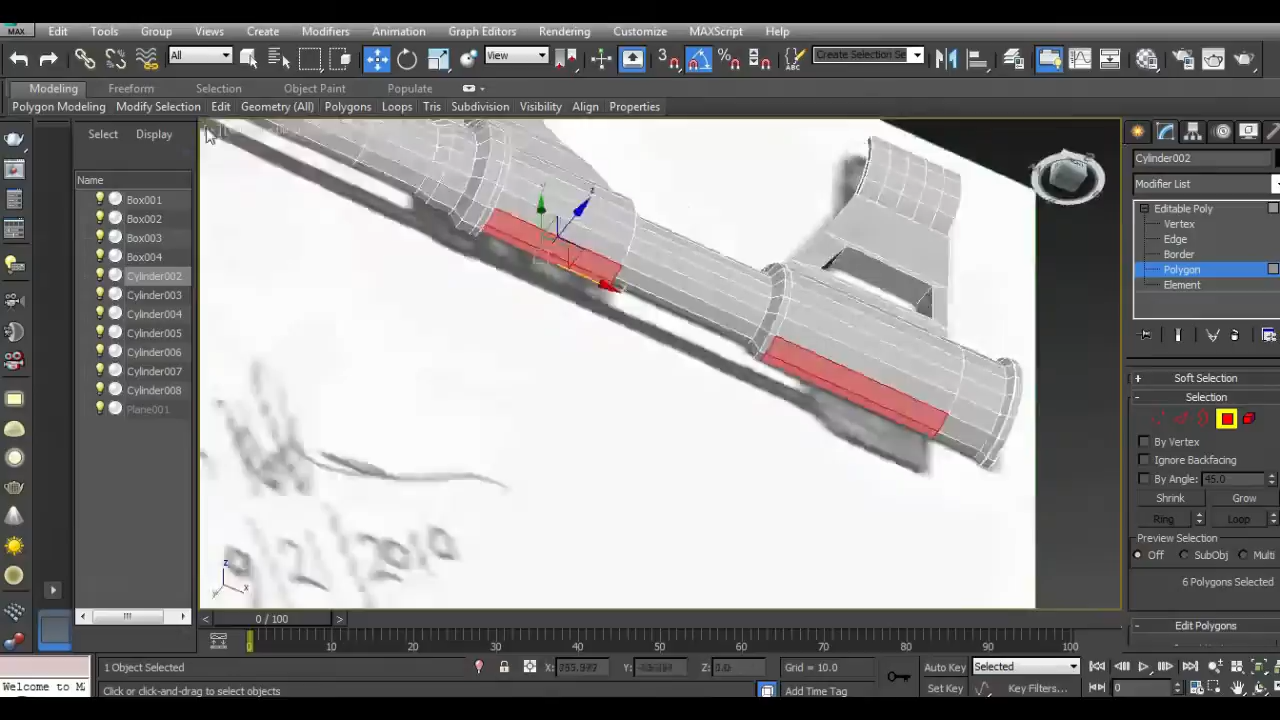 MAX Edit Tools Group Views Create Modifiers Animation Graph Editors Rendering Customize MAXScript Help
All View 3 Create Selection Se
Modeling Freeform Selection Object Paint Populate
Polygon Modeling Modify Selection Edit Geometry (All) Polygons Loops Tris Subdivision Visibility Align Properties
Select Display
Name
Box001
Box002
Box003
Box004
Cylinder002
Cylinder003
Cylinder004
Cylinder005
Cylinder006
Cylinder007
Cylinder008
Plane001
Cylinder002
Modifier List
Editable Poly
Vertex
Edge
Border
Polygon
Element
+ Soft Selection
- Selection
By Vertex
Ignore Backfacing
By Angle: 45.0
Shrink Grow
Ring Loop
Preview Selection
Off SubObj Multi
6 Polygons Selected
- Edit Polygons
z
x
y
< 0 / 100 >
0 10 20 30 40 50 60 70 80 90 100
1 Object Selected X: Y: Z: Grid = 10.0 Auto Key Selected
Welcome to M Click or click-and-drag to select objects Add Time Tag Set Key Key Filters... 0